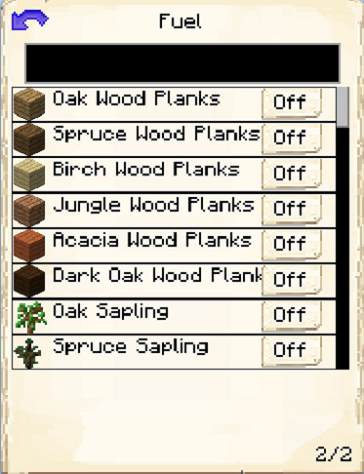 Fuel
Oak Wood Planks Off
Spruce Wood Planks Off
Birch Wood Planks Off
Jungle Wood Planks Off
Acacia Wood Planks Off
Dark Oak Wood Plank Off
Oak Sapling Off
Spruce Sapling Off
2/2